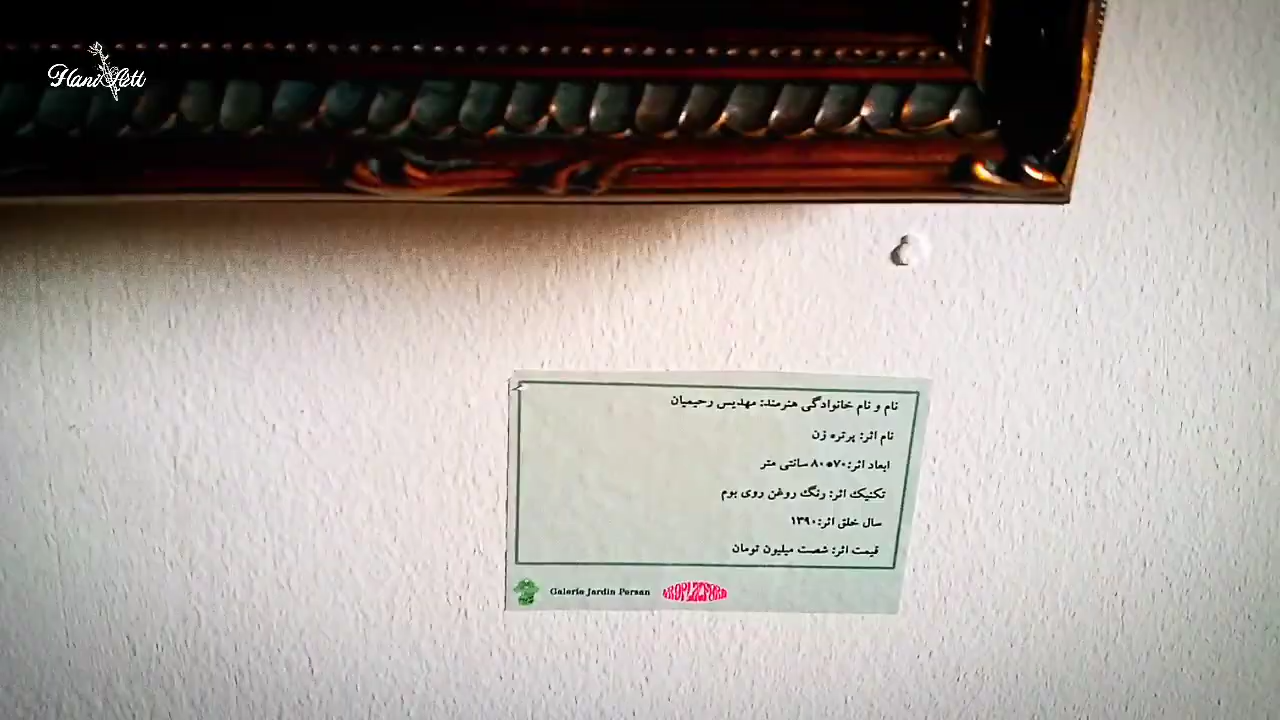 Hani Art
نام و نام خانوادگی هنرمند: مهدیس رحیمیان
نام اثر: پرتره زن
ابعاد اثر:۷۰*۸۰ سانتی متر
تکنیک اثر: رنگ روغن روی بوم
سال خلق اثر:۱۳۹۰
قیمت اثر: شصت میلیون تومان
Galerie Jardin Persan